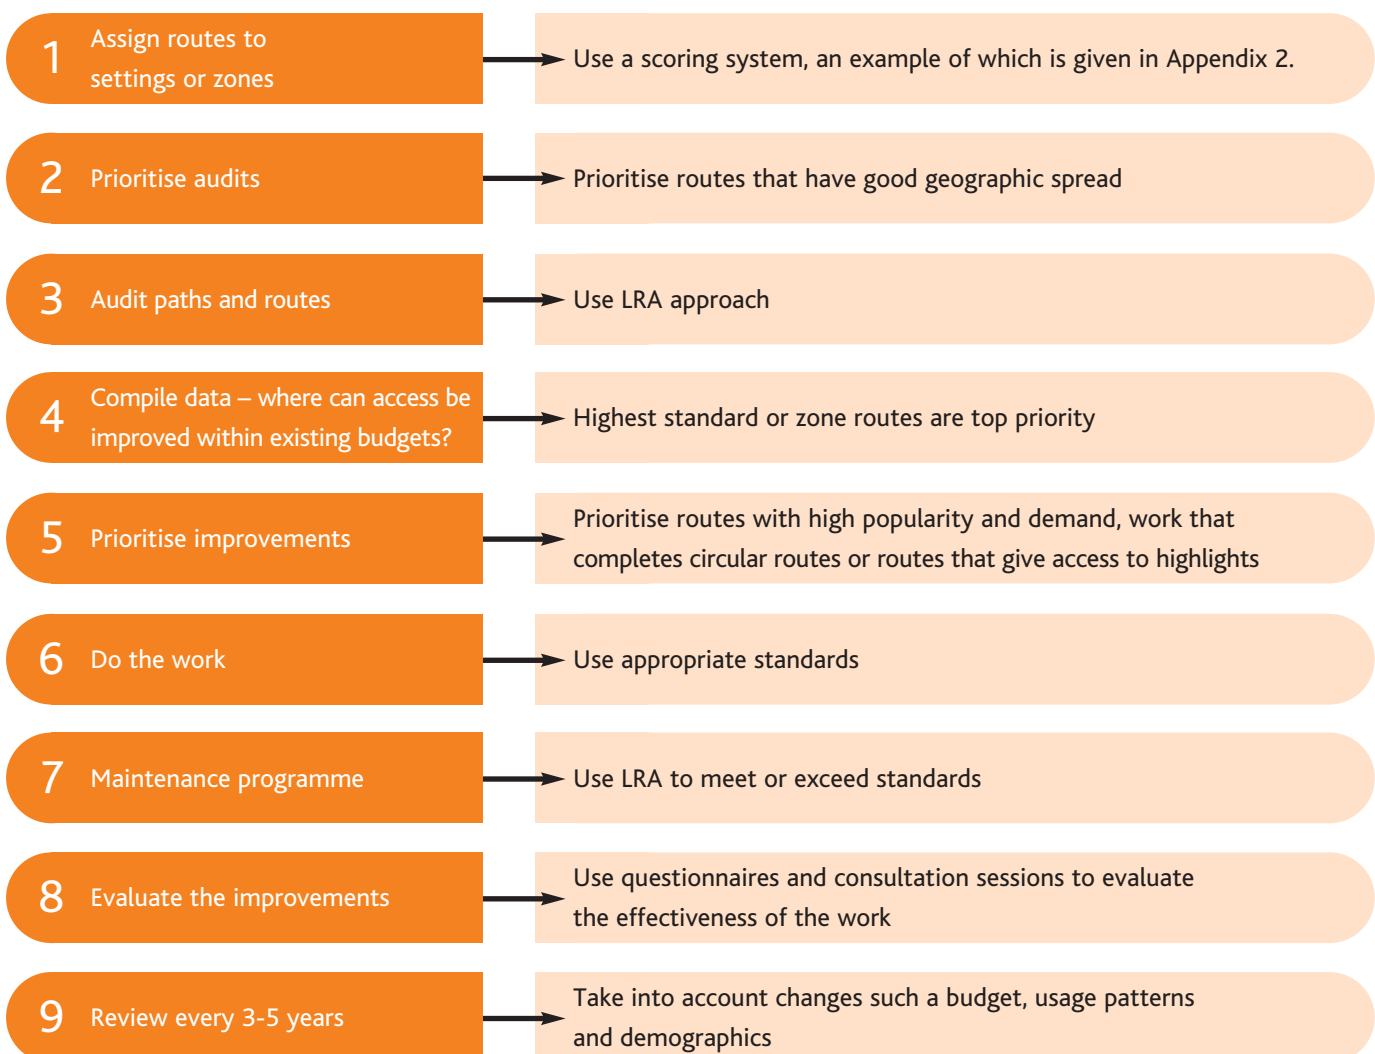 1
Assign routes to
settings or zones
Use a scoring system, an example of which is given in Appendix 2.
2
Prioritise audits
Prioritise routes that have good geographic spread
3
Audit paths and routes
Use LRA approach
4
Compile data – where can access be
improved within existing budgets?
Highest standard or zone routes are top priority
5
Prioritise improvements
Prioritise routes with high popularity and demand, work that
completes circular routes or routes that give access to highlights
6
Do the work
Use appropriate standards
7
Maintenance programme
Use LRA to meet or exceed standards
8
Evaluate the improvements
Use questionnaires and consultation sessions to evaluate
the effectiveness of the work
9
Review every 3-5 years
Take into account changes such a budget, usage patterns
and demographics